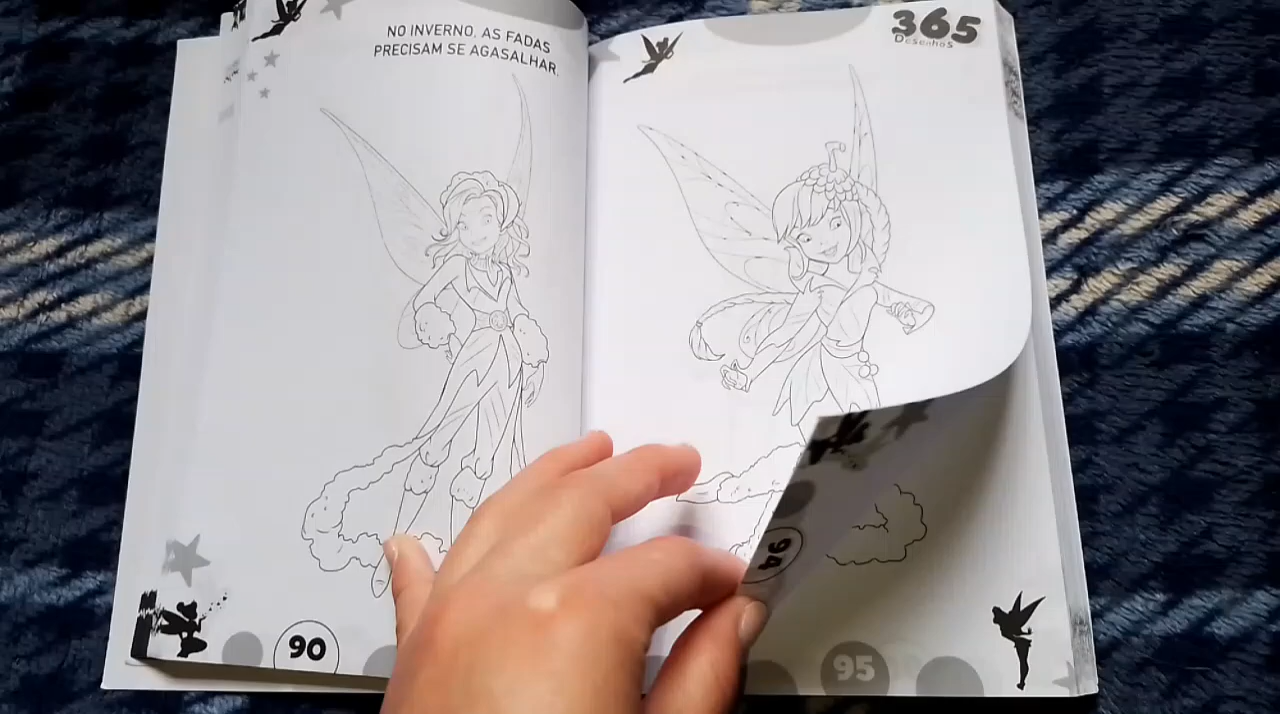 NO INVERNO, AS FADAS
PRECISAM SE AGASALHAR.
90
365
Desenhos
94
95